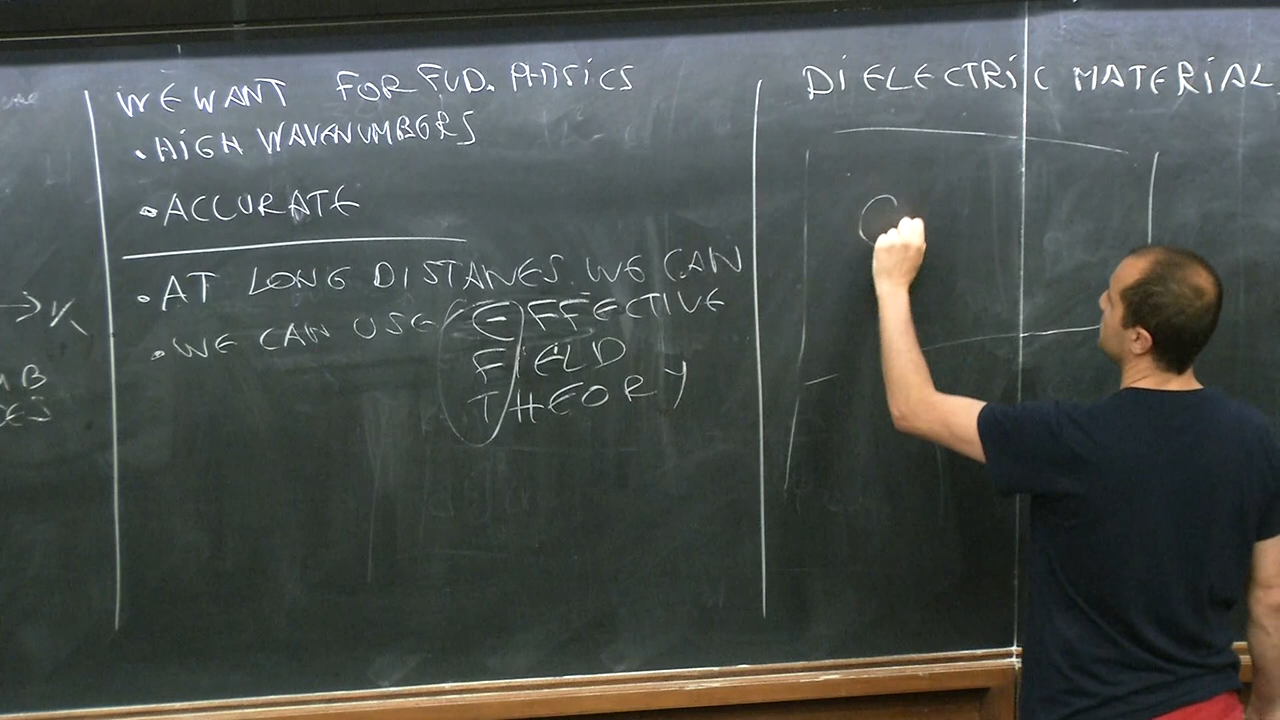 WE WANT FOR FUD. PHYSICS
• HIGH WAVENUMBERS
• ACCURATE
• AT LONG DISTANES. WE CAN
• WE CAN USE EFFECTIVE
FIELD
THEORY
DIELECTRIC MATERIAL